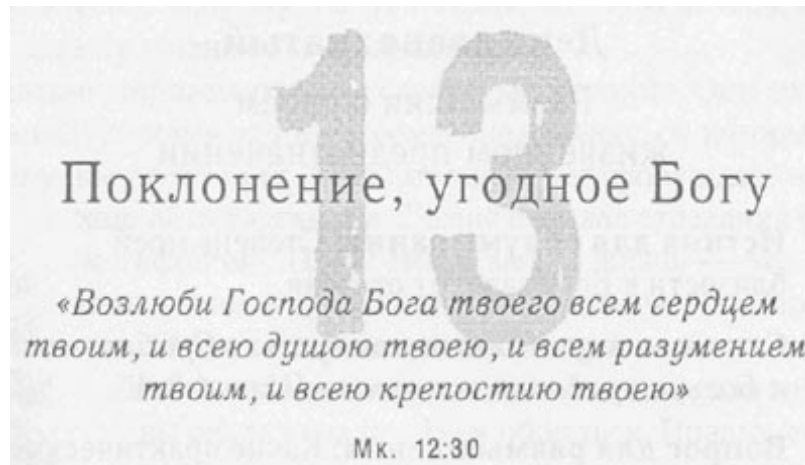 13
Поклонение, угодное Богу
«Возлюби Господа Бога твоего всем сердцем
твоим, и всею душою твоею, и всем разумением
твоим, и всею крепостию твоею»
Мк. 12:30